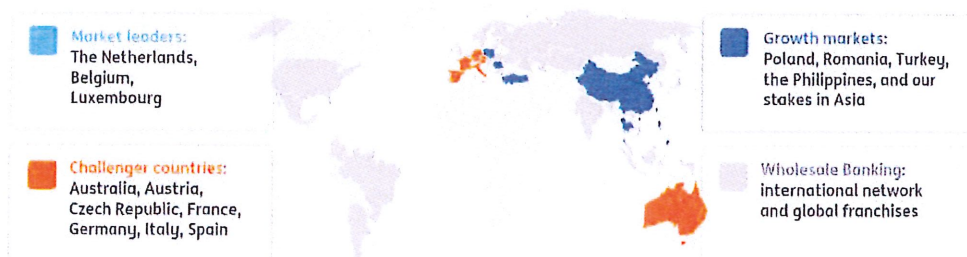 Market leaders:
The Netherlands,
Belgium,
Luxembourg
Challenger countries:
Australia, Austria,
Czech Republic, France,
Germany, Italy, Spain
Growth markets:
Poland, Romania, Turkey,
the Philippines, and our
stakes in Asia
Wholesale Banking:
international network
and global franchises